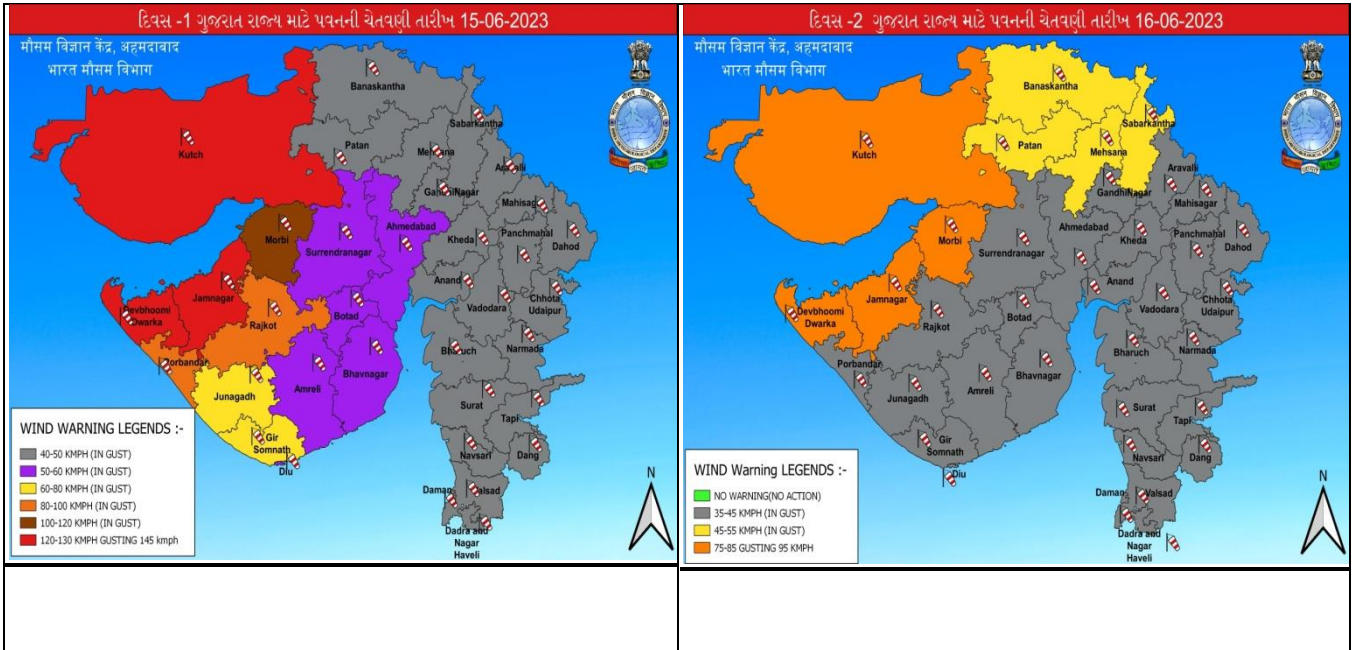 दिવસ -1 ગુજરાત રાજ્ય માટે પવનની ચેતવણી તારીખ 15-06-2023
मौसम विज्ञान केंद्र, अहमदाबाद
भारत मौसम विभाग
Banaskantha
Sabarkantha
Patan
Mehsana
Aravalli
Kutch
GandhiNagar
Mahisagar
Morbi
Ahmedabad
Surrendranagar
Kheda
Panchmahal
Dahod
Jamnagar
Anand
Devbhoomi
Dwarka
Rajkot
Botad
Vadodara
Chhota
Udaipur
Porbandar
Bharuch
Narmada
Junagadh
Amreli
Bhavnagar
Surat
Tapi
Gir
Somnath
Diu
Navsari
Dang
Daman
Valsad
Dadra and
Nagar
Haveli
WIND WARNING LEGENDS :-
40-50 KMPH (IN GUST)
50-60 KMPH (IN GUST)
60-80 KMPH (IN GUST)
80-100 KMPH (IN GUST)
100-120 KMPH (IN GUST)
120-130 KMPH GUSTING 145 kmph
N
દિવસ -2 ગુજરાત રાજ્ય માટે પવનની ચેતવણી તારીખ 16-06-2023
मौसम विज्ञान केंद्र, अहमदाबाद
भारत मौसम विभाग
Banaskantha
Sabarkantha
Patan
Mehsana
Kutch
Aravalli
GandhiNagar
Mahisagar
Morbi
Ahmedabad
Kheda
Panchmahal
Dahod
Surrendranagar
Jamnagar
Anand
Chhota
Udaipur
Devbhoomi
Dwarka
Rajkot
Botad
Vadodara
Porbandar
Bharuch
Narmada
Junagadh
Amreli
Bhavnagar
Surat
Tapi
Gir
Somnath
Diu
Navsari
Dang
Daman
Valsad
Dadra and
Nagar
Haveli
WIND Warning LEGENDS :-
NO WARNING(NO ACTION)
35-45 KMPH (IN GUST)
45-55 KMPH (IN GUST)
75-85 GUSTING 95 KMPH
N